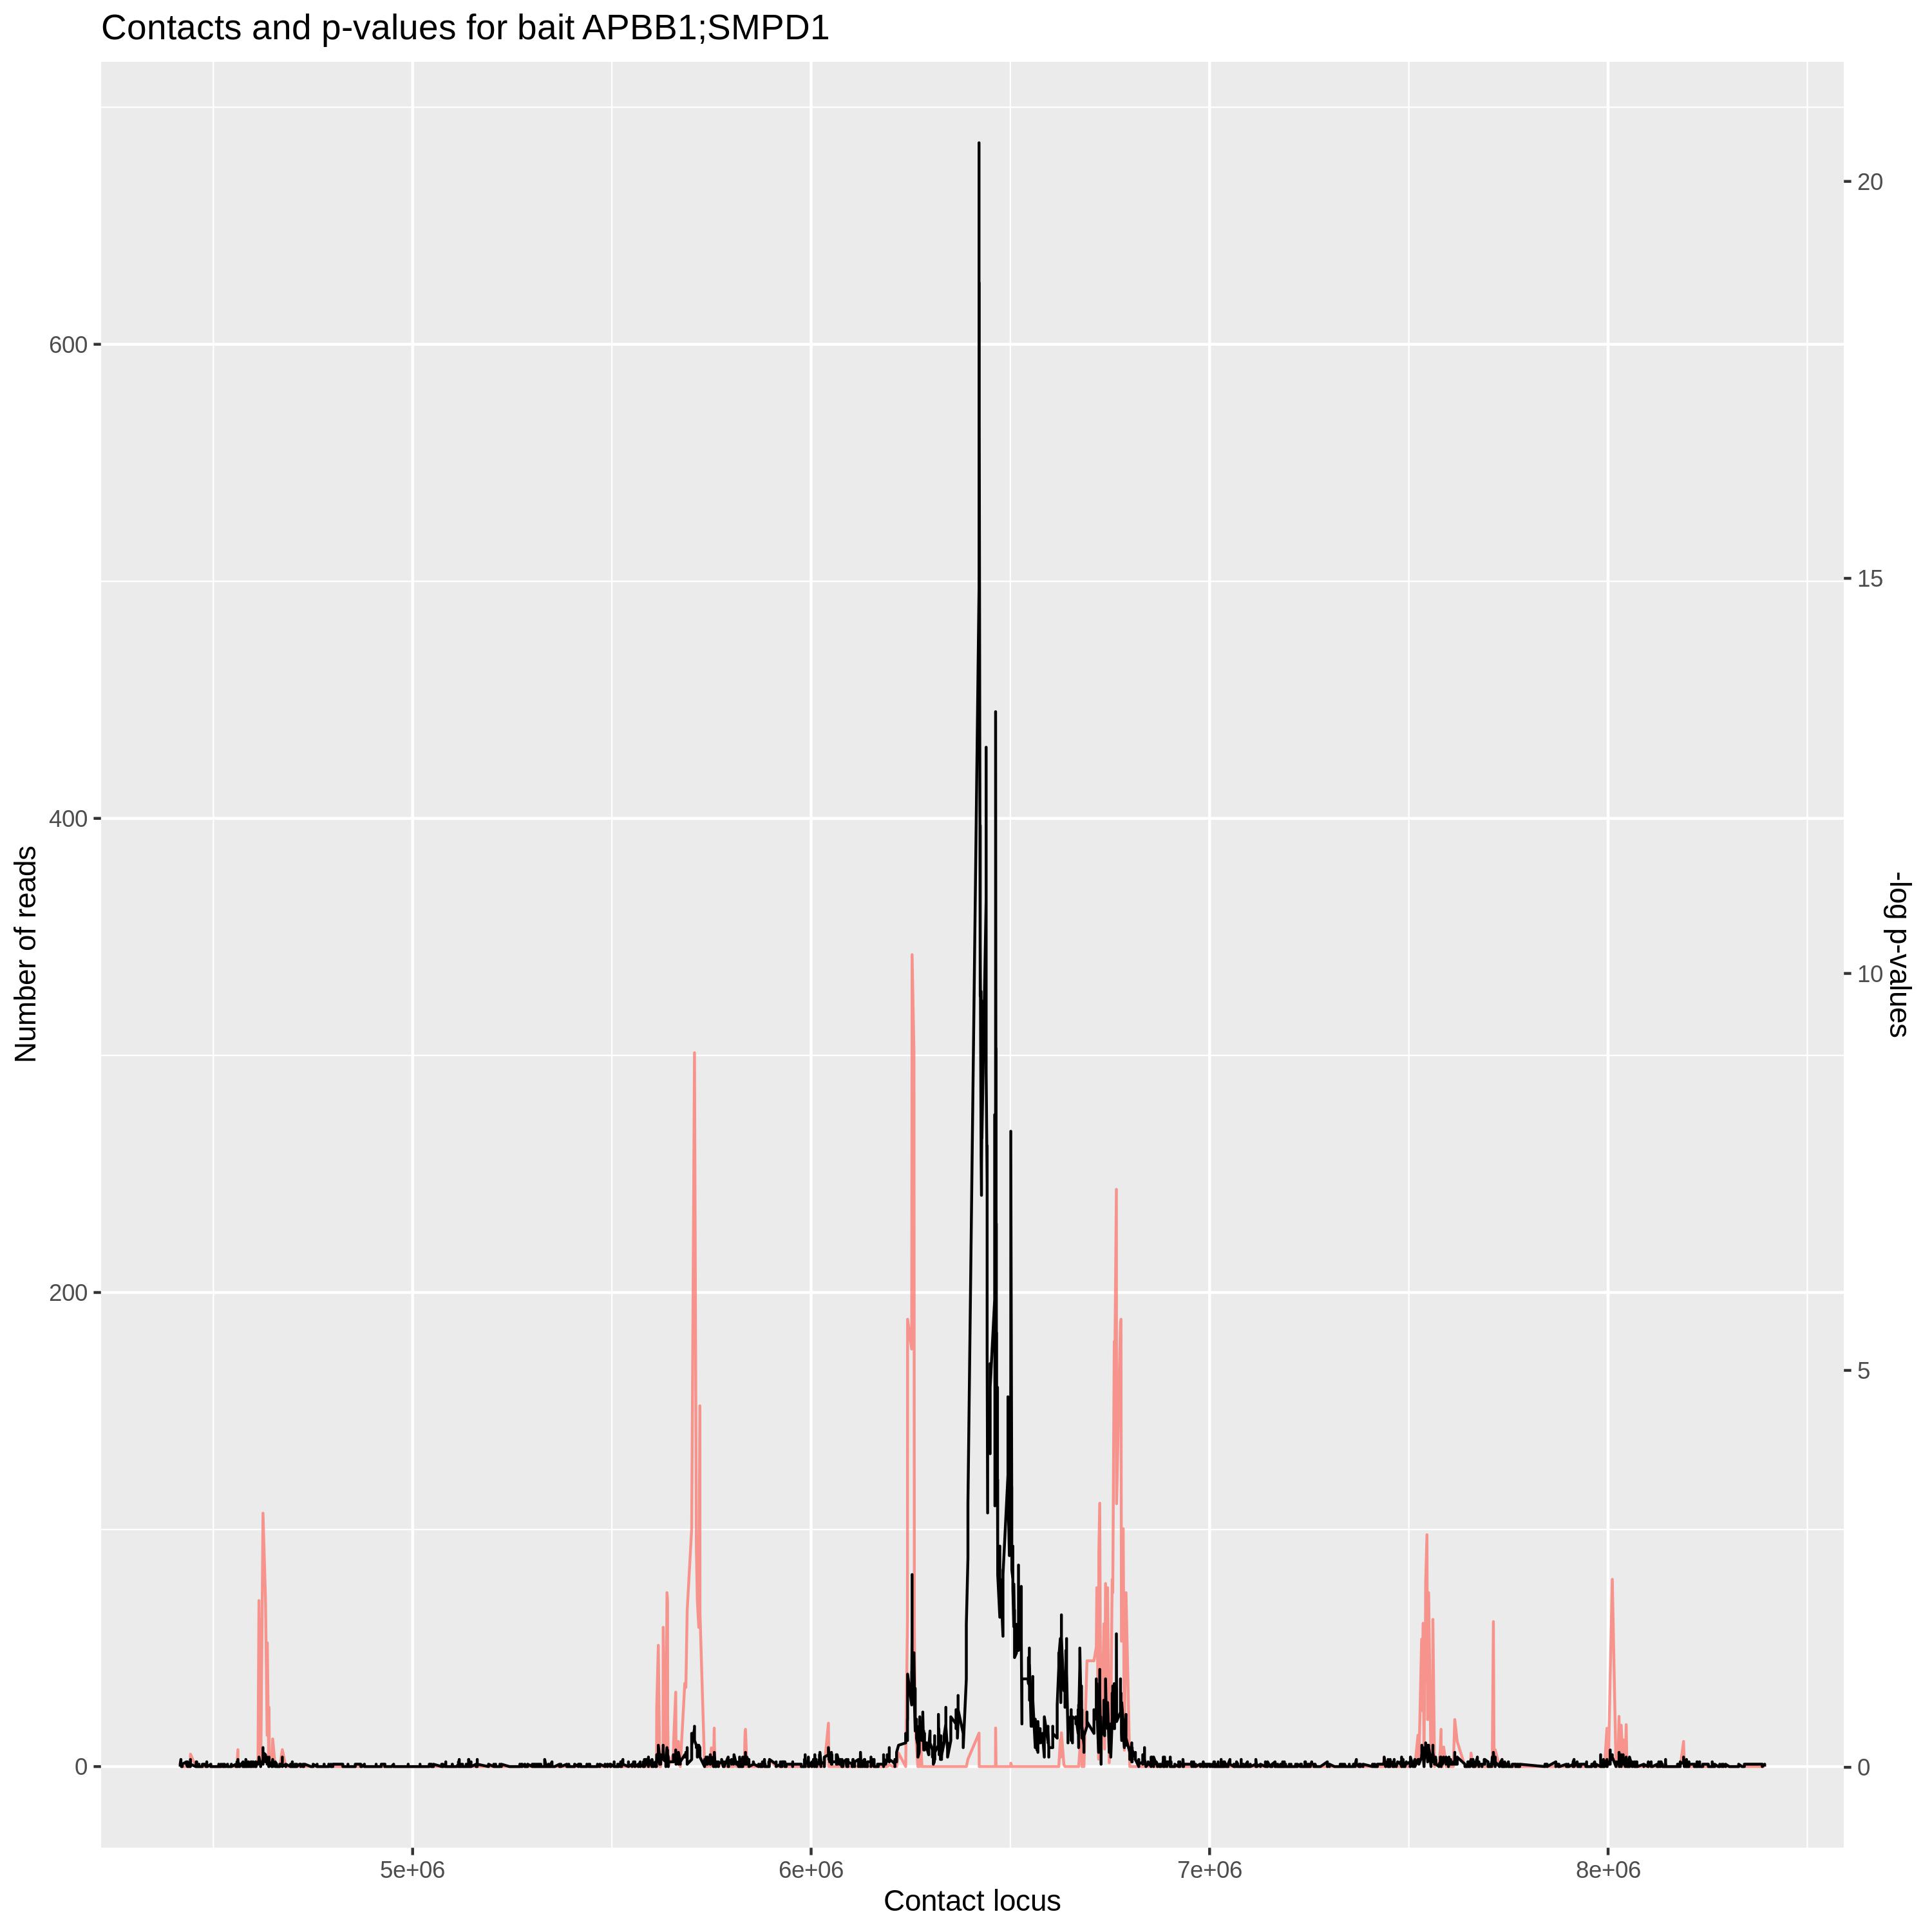 Contacts and p-values for bait APBB1;SMPD1
Number of reads
600
400
200
0
20
15
10
5
0
-log p-values
5e+06
6e+06
7e+06
8e+06
Contact locus